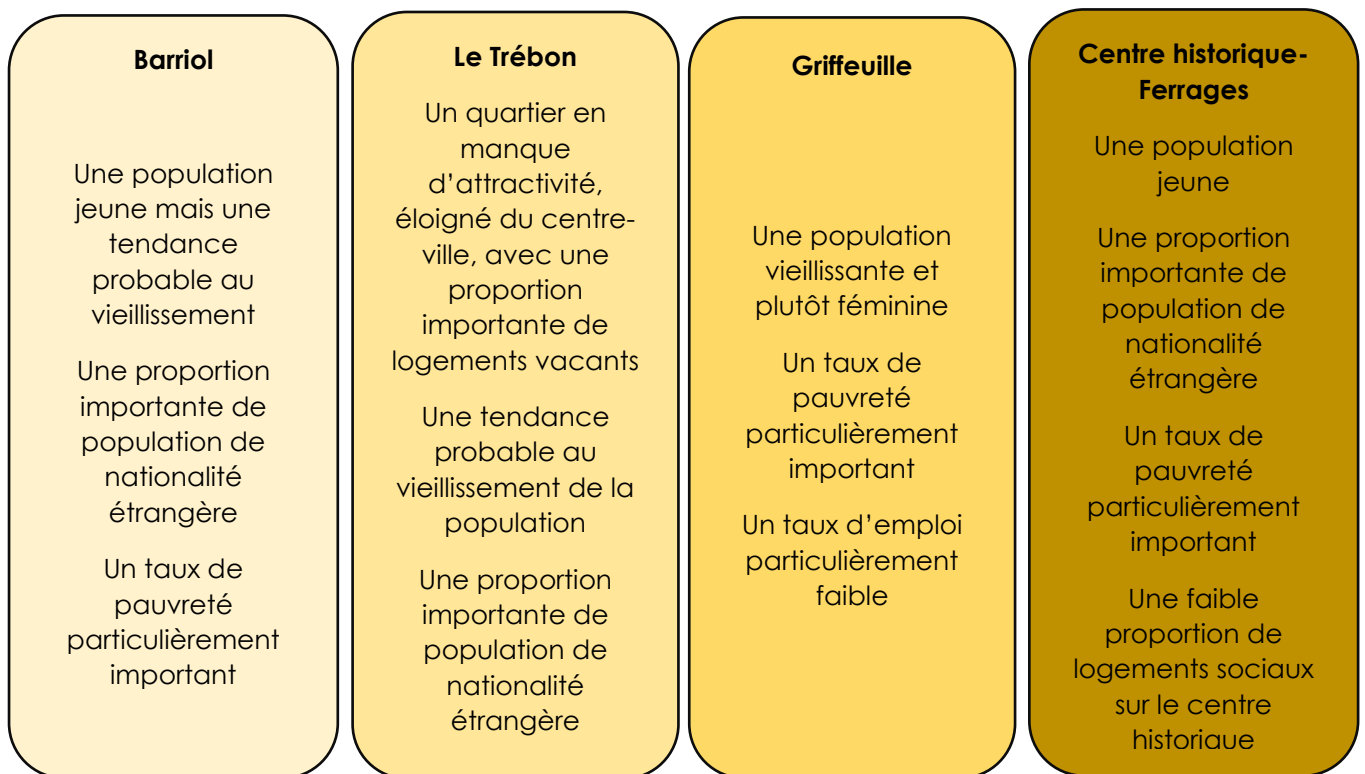 Barriol
Une population
jeune mais une
tendance
probable au
vieillissement
Une proportion
importante de
population de
nationalité
étrangère
Un taux de
pauvreté
particulièrement
important
Le Trébon
Un quartier en
manque
d’attractivité,
éloigné du centre-
ville, avec une
proportion
importante de
logements vacants
Une tendance
probable au
vieillissement de la
population
Une proportion
importante de
population de
nationalité
étrangère
Griffeuille
Une population
vieillissante et
plutôt féminine
Un taux de
pauvreté
particulièrement
important
Un taux d’emploi
particulièrement
faible
Centre historique-
Ferrages
Une population
jeune
Une proportion
importante de
population de
nationalité
étrangère
Un taux de
pauvreté
particulièrement
important
Une faible
proportion de
logements sociaux
sur le centre
historique